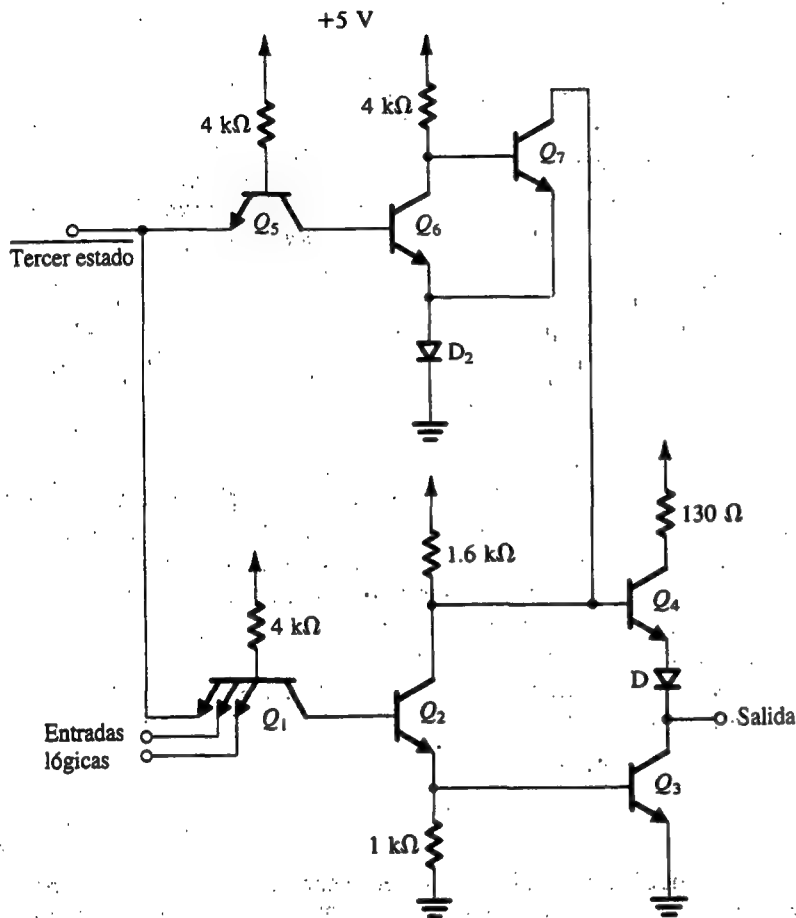 +5 V
4 kΩ
4 kΩ
Q7
Q5
Q6
Tercer estado
D2
130 Ω
1.6 kΩ
4 kΩ
Q4
D
Salida
Q1
Q2
Entradas
lógicas
Q3
1 kΩ